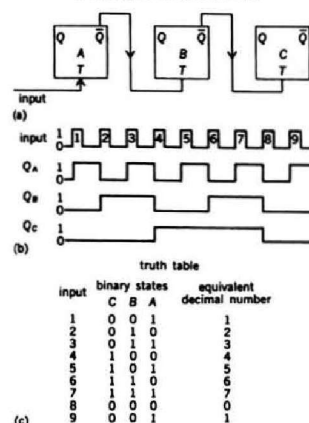 Q Q̅ Q Q̅ Q Q̅
A B C
T T T
input
(a)
input 1 0 1 2 3 4 5 6 7 8 9
QA 1 0
QB 1 0
QC 1 0
(b)
truth table
input binary states equivalent
C B A decimal number
1 0 0 1 1
2 0 1 0 2
3 0 1 1 3
4 1 0 0 4
5 1 0 1 5
6 1 1 0 6
7 1 1 1 7
8 0 0 0 0
9 0 0 1 1
(c)